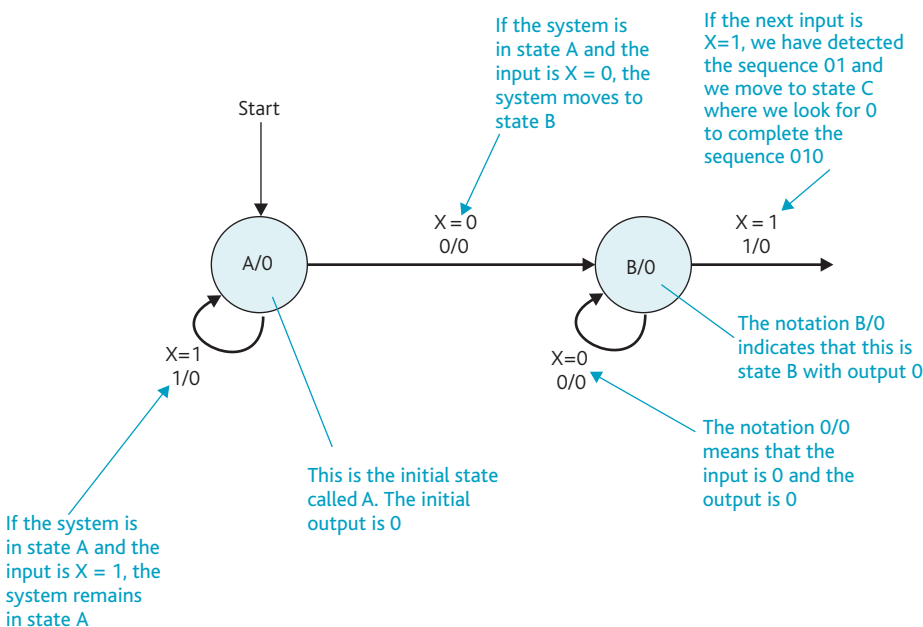 If the system is
in state A and the
input is X = 0, the
system moves to
state B
If the next input is
X=1, we have detected
the sequence 01 and
we move to state C
where we look for 0
to complete the
sequence 010
Start
X = 0
0/0
X = 1
1/0
A/0
B/0
X=1
1/0
X=0
0/0
The notation B/0
indicates that this is
state B with output 0
The notation 0/0
means that the
input is 0 and the
output is 0
This is the initial state
called A. The initial
output is 0
If the system is
in state A and the
input is X = 1, the
system remains
in state A